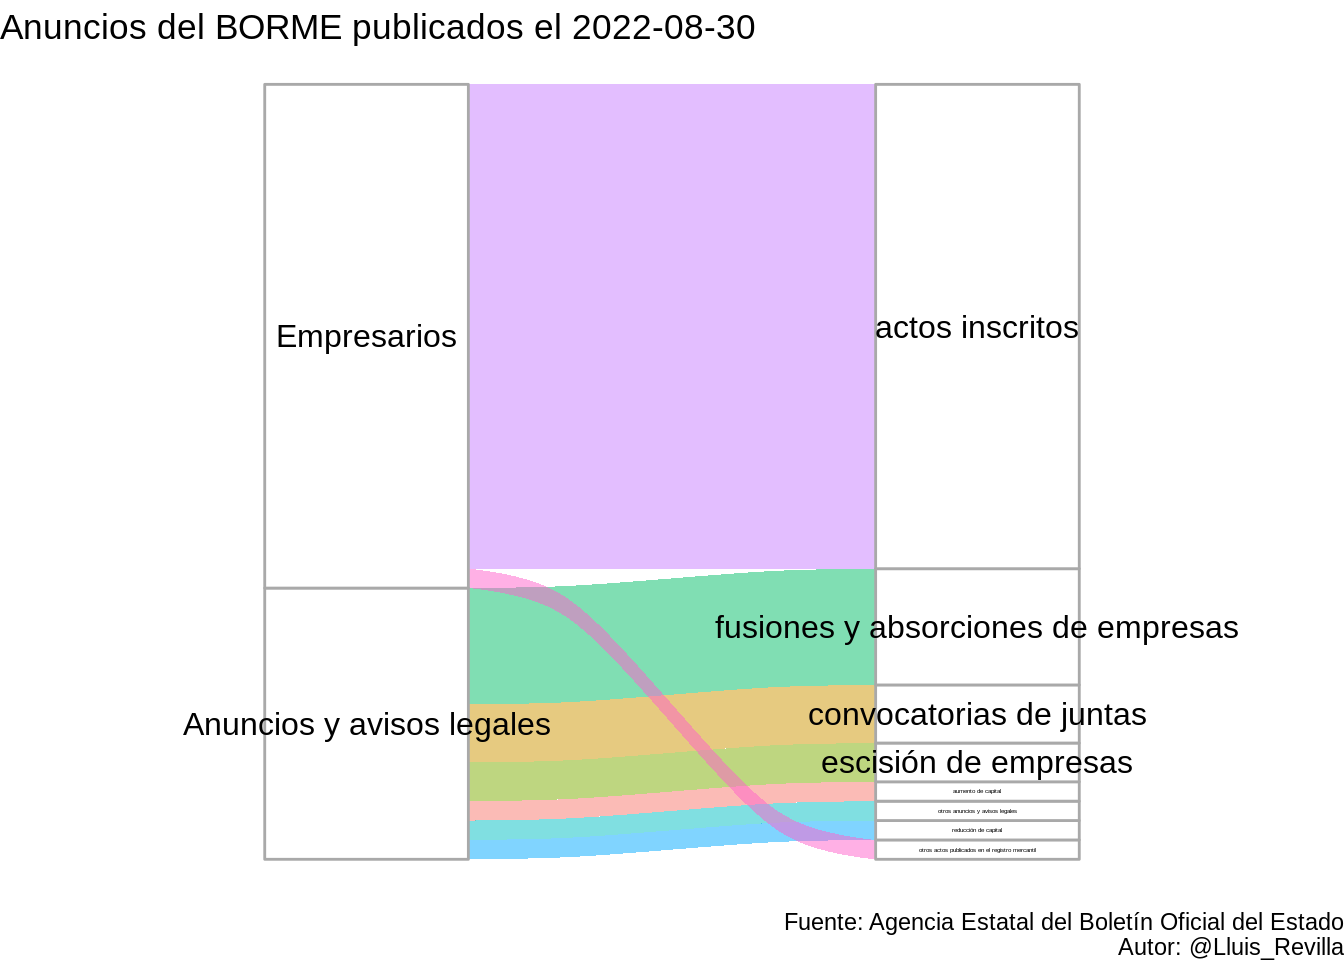 Anuncios del BORME publicados el 2022-08-30
Empresarios
actos inscritos
fusiones y absorciones de empresas
Anuncios y avisos legales
convocatorias de juntas
escisión de empresas
aumento de capital
otros anuncios y avisos legales
reducción de capital
otros actos publicados en el registro mercantil
Fuente: Agencia Estatal del Boletín Oficial del Estado
Autor: @Lluis_Revilla